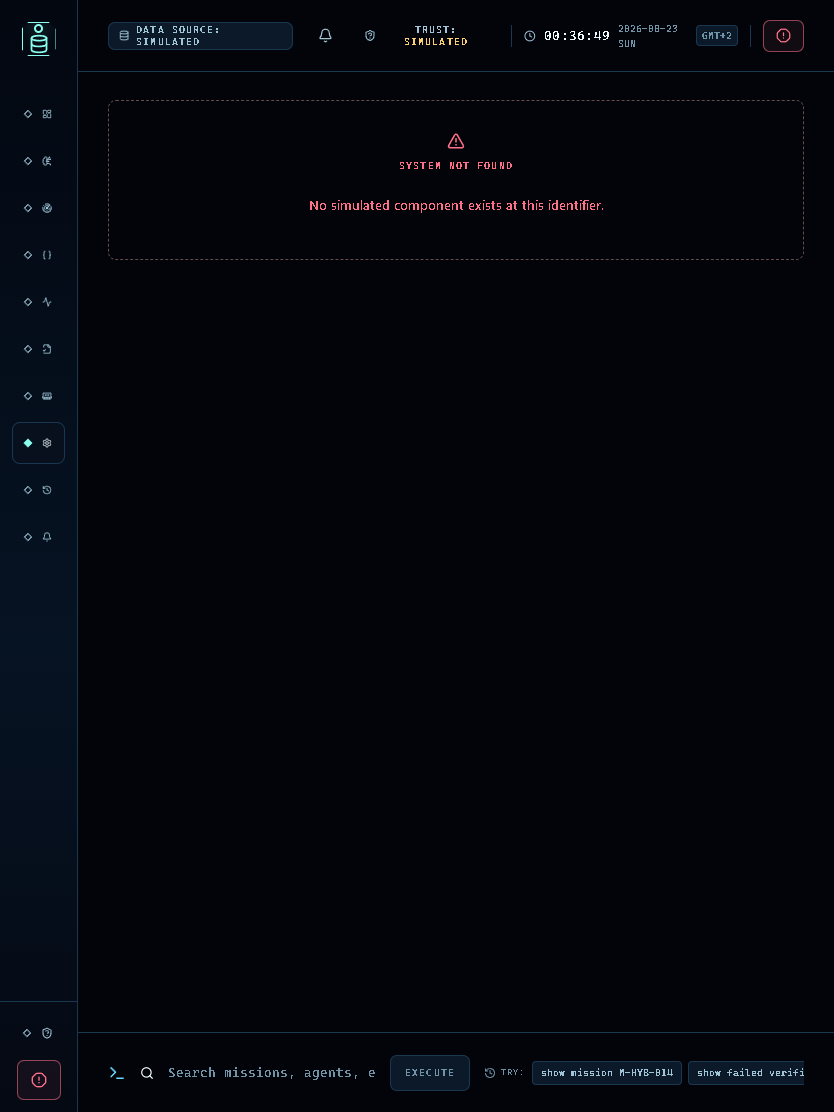 DATA SOURCE:
SIMULATED
TRUST:
SIMULATED
00:36:49
2026-08-23
SUN
GMT+2
SYSTEM NOT FOUND
No simulated component exists at this identifier.
Search missions, agents, e
EXECUTE
TRY:
show mission M-HYB-014
show failed verifi